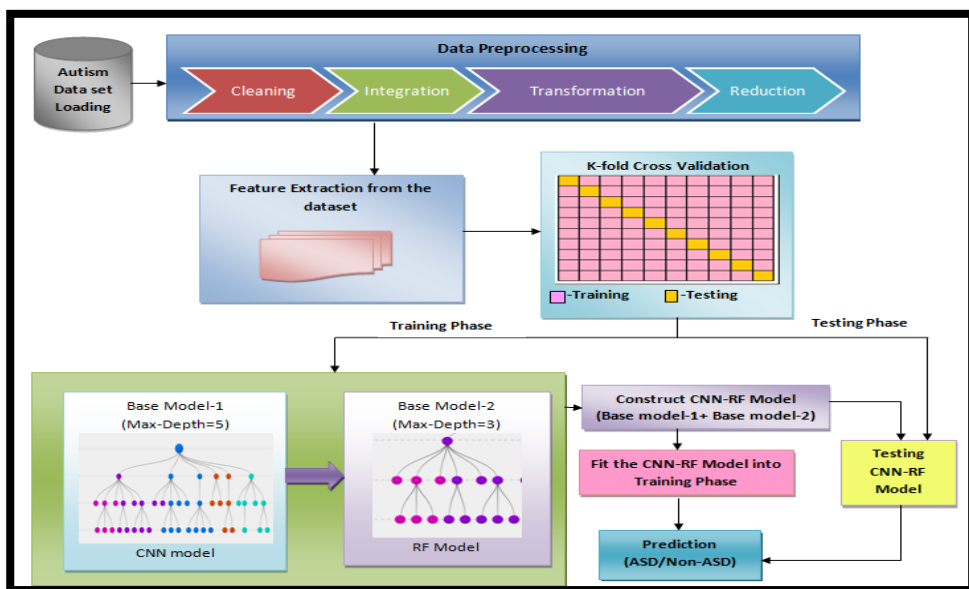 Autism
Data set
Loading
Data Preprocessing
Cleaning
Integration
Transformation
Reduction
Feature Extraction from the
dataset
K-fold Cross Validation
-Training
-Testing
Training Phase
Testing Phase
Base Model-1
(Max-Depth=5)
CNN model
Base Model-2
(Max-Depth=3)
RF Model
Construct CNN-RF Model
(Base model-1+ Base model-2)
Fit the CNN-RF Model into
Training Phase
Testing
CNN-RF
Model
Prediction
(ASD/Non-ASD)